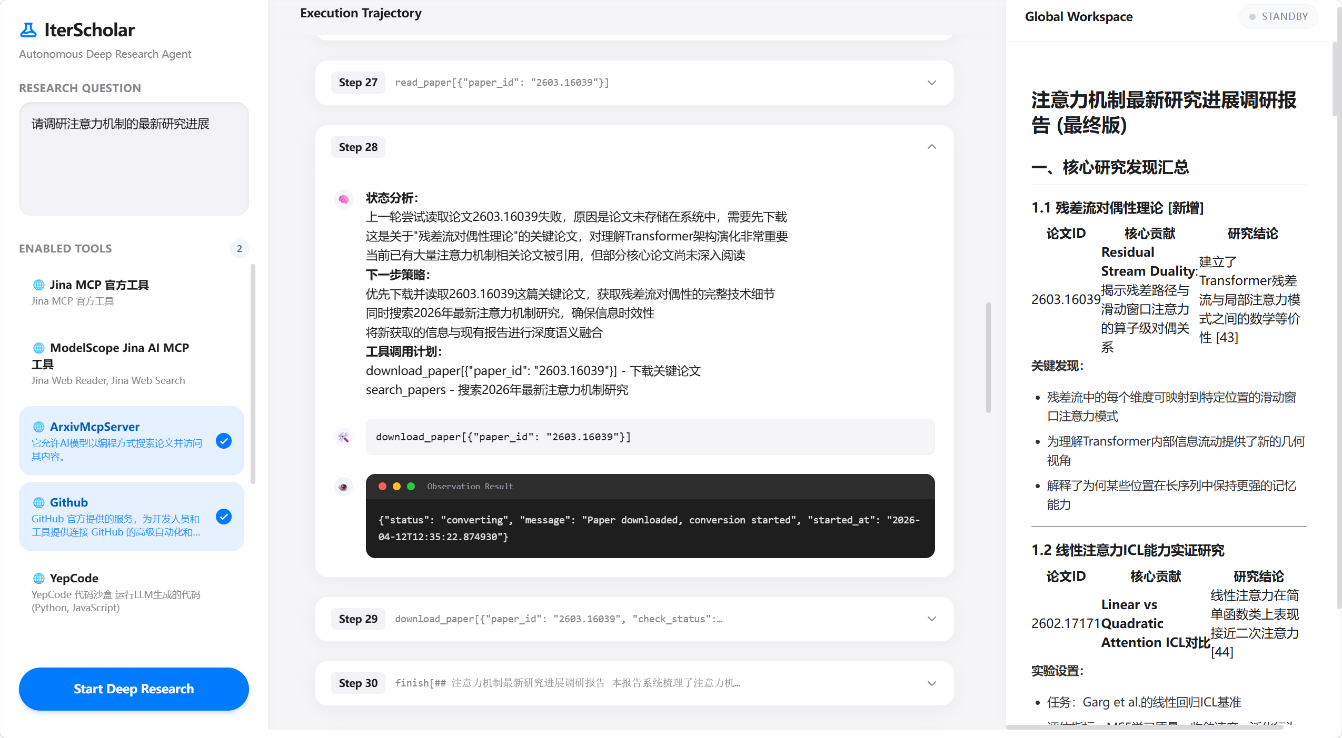 IterScholar
Autonomous Deep Research Agent
RESEARCH QUESTION
请调研注意力机制的最新研究进展
ENABLED TOOLS
2
Jina MCP 官方工具
Jina MCP 官方工具
ModelScope Jina AI MCP
工具
Jina Web Reader, Jina Web Search
ArxivMcpServer
它允许AI模型以编程方式搜索论文并访问
其内容。
Github
GitHub 官方提供的服务，为开发人员和
工具提供连接 GitHub 的高级自动化和...
YepCode
YepCode 代码沙盒 运行LLM生成的代码
(Python, JavaScript)
Start Deep Research
Execution Trajectory
Step 27
read_paper[{"paper_id": "2603.16039"}]
Step 28
状态分析：
上一轮尝试读取论文2603.16039失败，原因是论文未存储在系统中，需要先下载
这是关于"残差流对偶性理论"的关键论文，对理解Transformer架构演化非常重要
当前已有大量注意力机制相关论文被引用，但部分核心论文尚未深入阅读
下一步策略：
优先下载并读取2603.16039这篇关键论文，获取残差流对偶性的完整技术细节
同时搜索2026年最新注意力机制研究，确保信息时效性
将新获取的信息与现有报告进行深度语义融合
工具调用计划：
download_paper[{"paper_id": "2603.16039"}] - 下载关键论文
search_papers - 搜索2026年最新注意力机制研究
download_paper[{"paper_id": "2603.16039"}]
Observation Result
{"status": "converting", "message": "Paper downloaded, conversion started", "started_at": "2026-
04-12T12:35:22.874930"}
Step 29
download_paper[{"paper_id": "2603.16039", "check_status":…
Step 30
finish[## 注意力机制最新研究进展调研报告 本报告系统梳理了注意力机…
Global Workspace
STANDBY
注意力机制最新研究进展调研报
告 (最终版)
一、核心研究发现汇总
1.1 残差流对偶性理论 [新增]
论文ID 核心贡献 研究结论
2603.16039
Residual
Stream Duality:
揭示残差路径与
滑动窗口注意力
的算子级对偶关
系
建立了
Transformer残差
流与局部注意力模
式之间的数学等价
性 [43]
关键发现：
残差流中的每个维度可映射到特定位置的滑动窗
口注意力模式
为理解Transformer内部信息流动提供了新的几何
视角
解释了为何某些位置在长序列中保持更强的记忆
能力
1.2 线性注意力ICL能力实证研究
论文ID 核心贡献 研究结论
2602.17171
Linear vs
Quadratic
Attention ICL对比
线性注意力在简
单函数类上表现
接近二次注意力
[44]
实验设置：
任务：Garg et al.的线性回归ICL基准